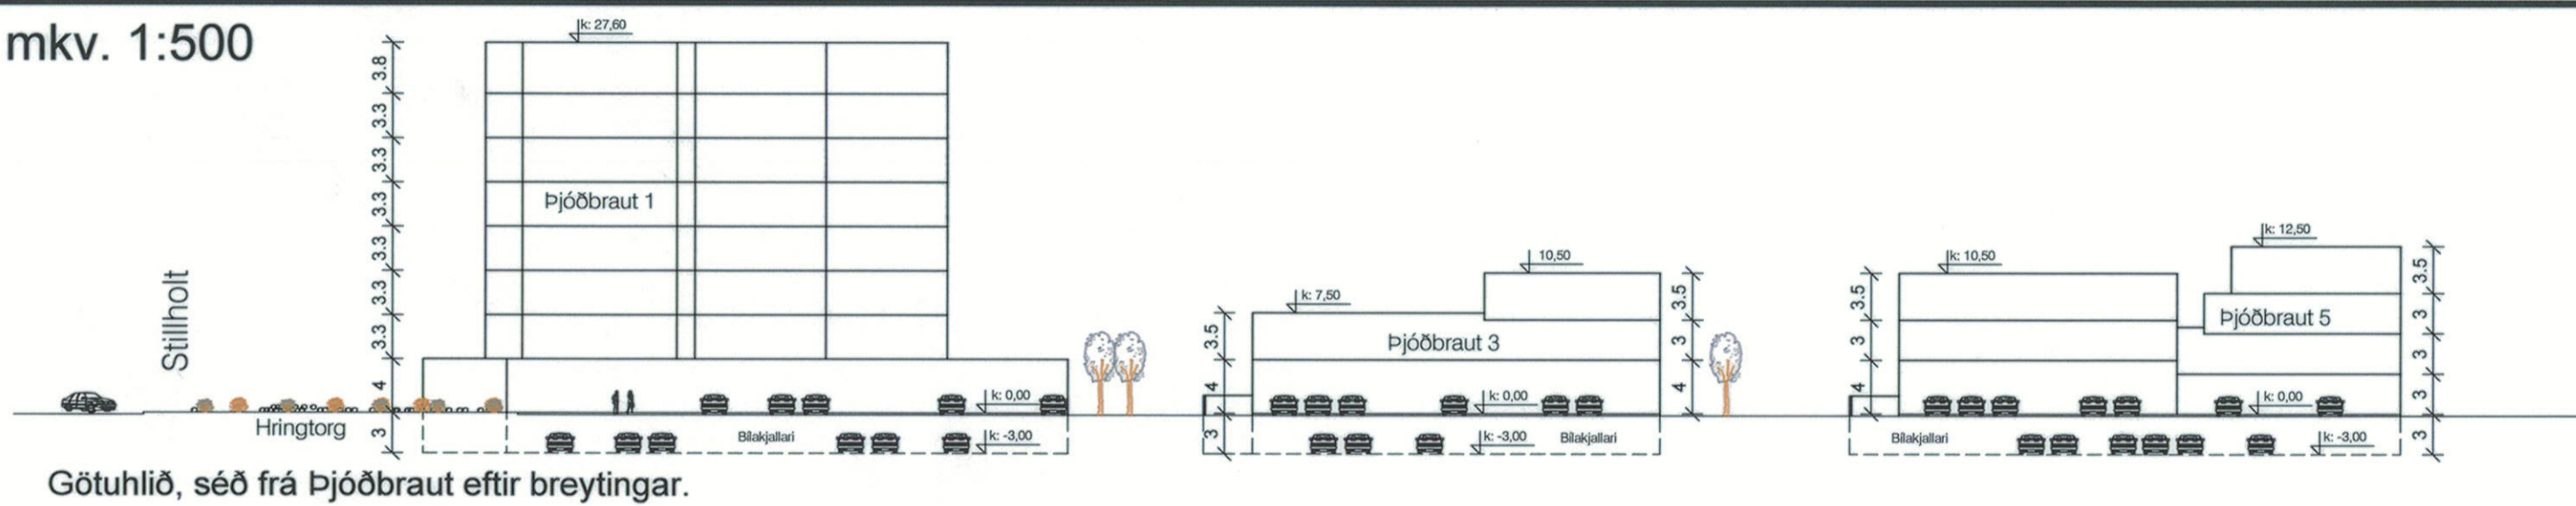 mkv. 1:500
k: 27,60
3.8
3.3
3.3
3.3
3.3
3.3
3.3
4
3
Stillholt
Hringtorg
Þjóðbraut 1
k: 0,00
Bílakjallari
k: -3,00
k: 7,50
10,50
3.5
4
3
Þjóðbraut 3
k: 0,00
k: -3,00
Bílakjallari
3.5
3
4
k: 10,50
k: 12,50
3.5
3
4
Þjóðbraut 5
k: 0,00
Bílakjallari
k: -3,00
3.5
3
3
3
3
Götuhlið, séð frá Þjóðbraut eftir breytingar.